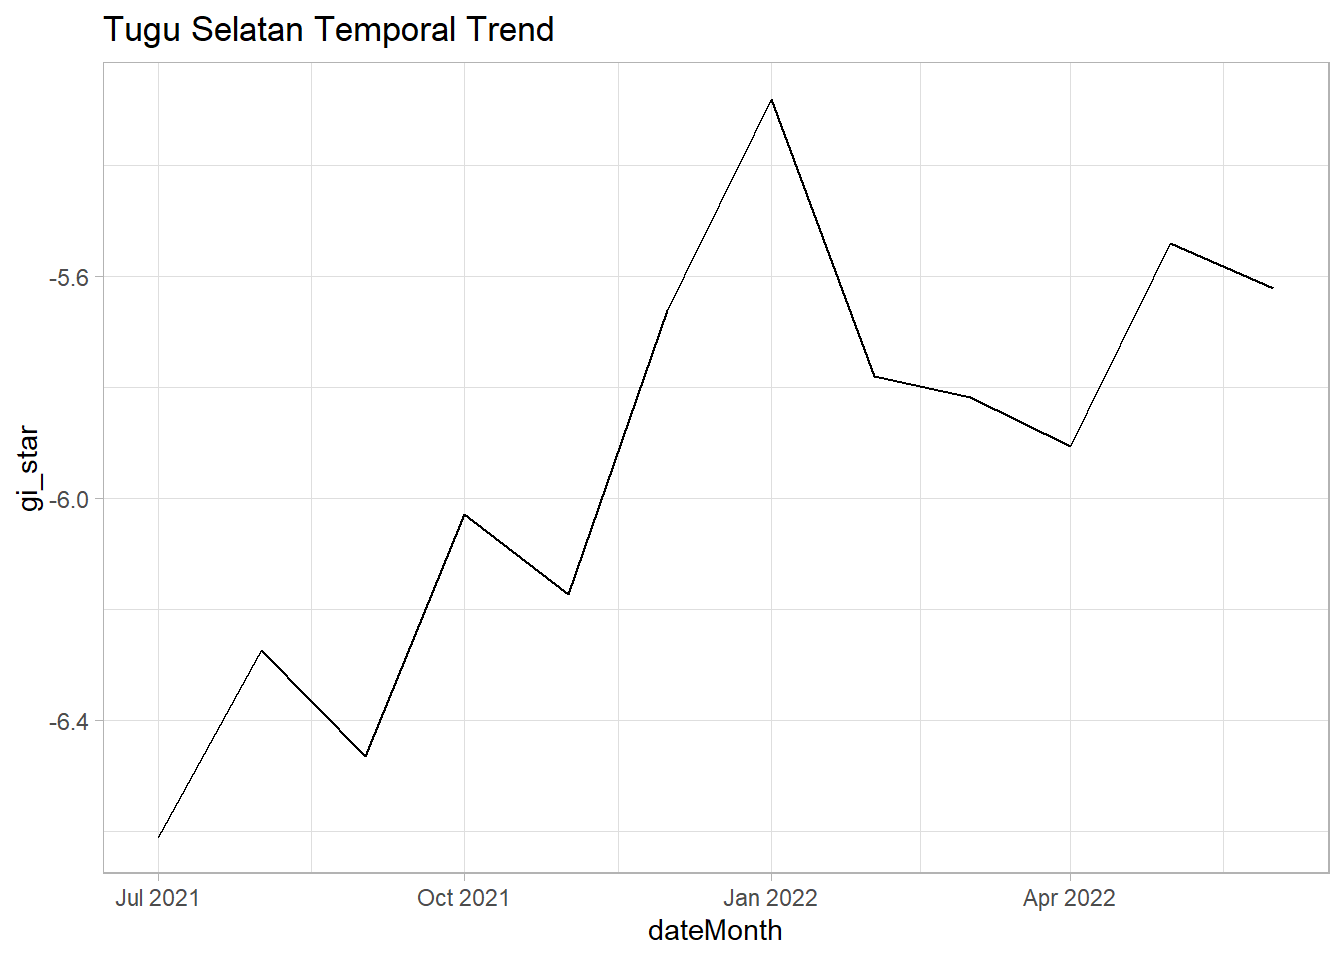 Tugu Selatan Temporal Trend
-5.6
-6.0
-6.4
gi_star
Jul 2021
Oct 2021
Jan 2022
Apr 2022
dateMonth